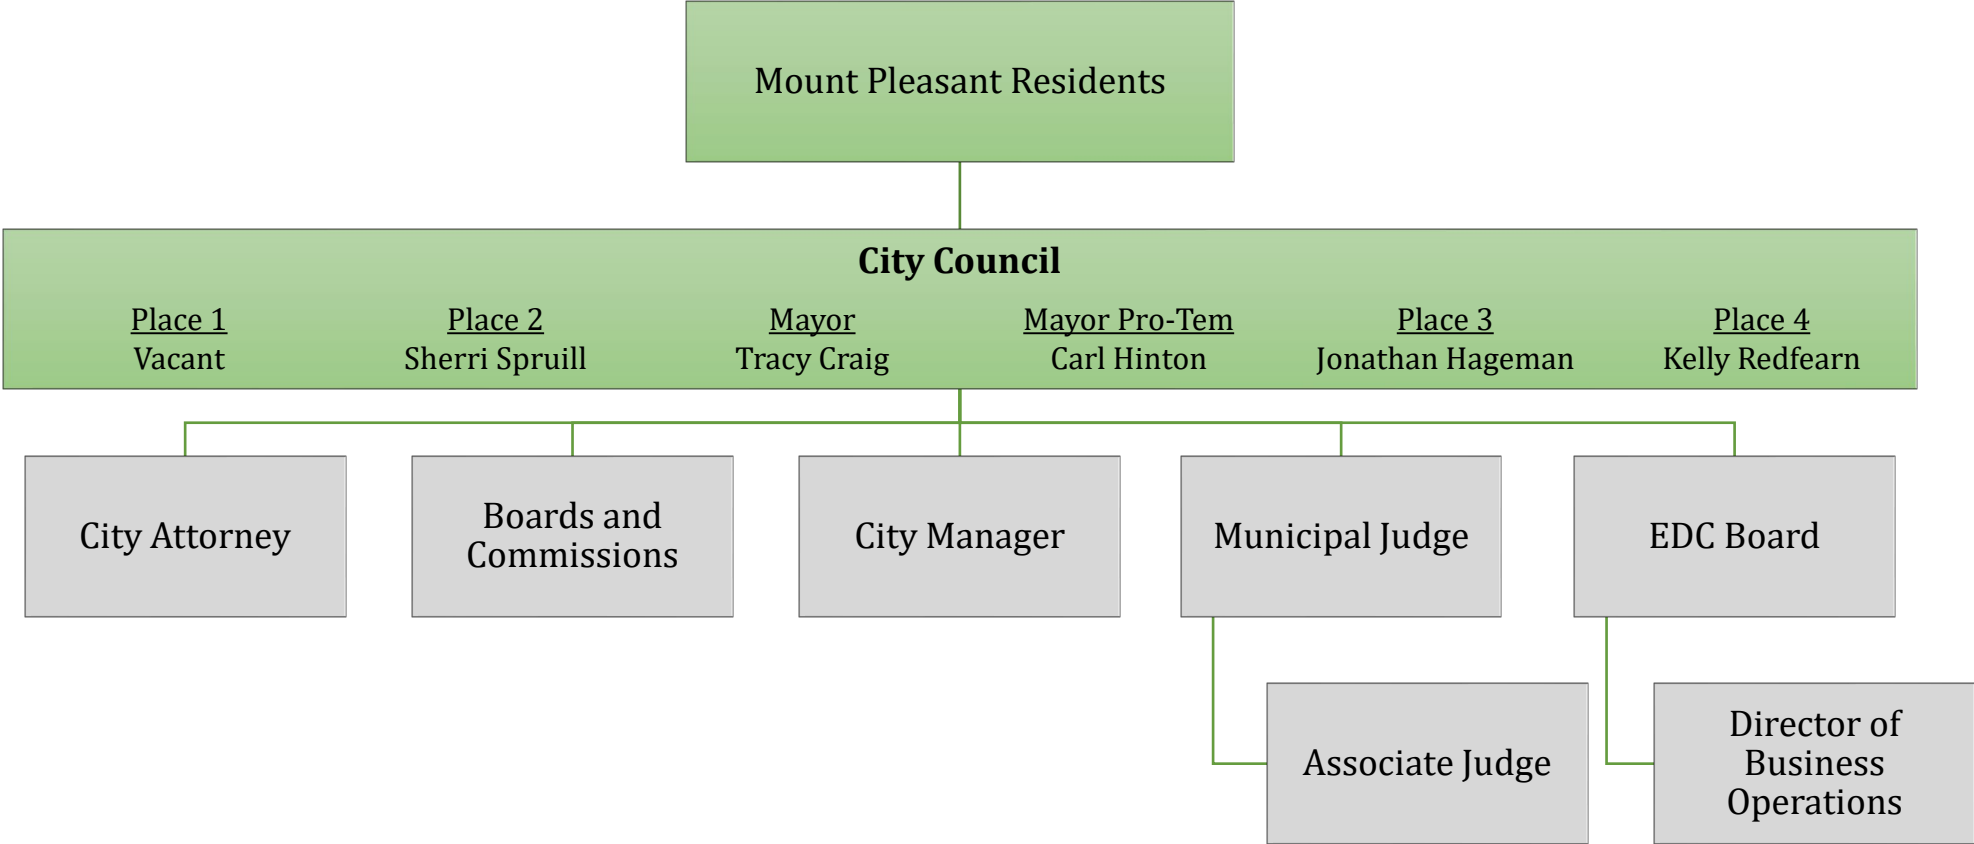 Mount Pleasant Residents
City Council
Place 1
Vacant
Place 2
Sherri Spruill
Mayor
Tracy Craig
Mayor Pro-Tem
Carl Hinton
Place 3
Jonathan Hageman
Place 4
Kelly Redfearn
City Attorney
Boards and
Commissions
City Manager
Municipal Judge
EDC Board
Associate Judge
Director of
Business
Operations